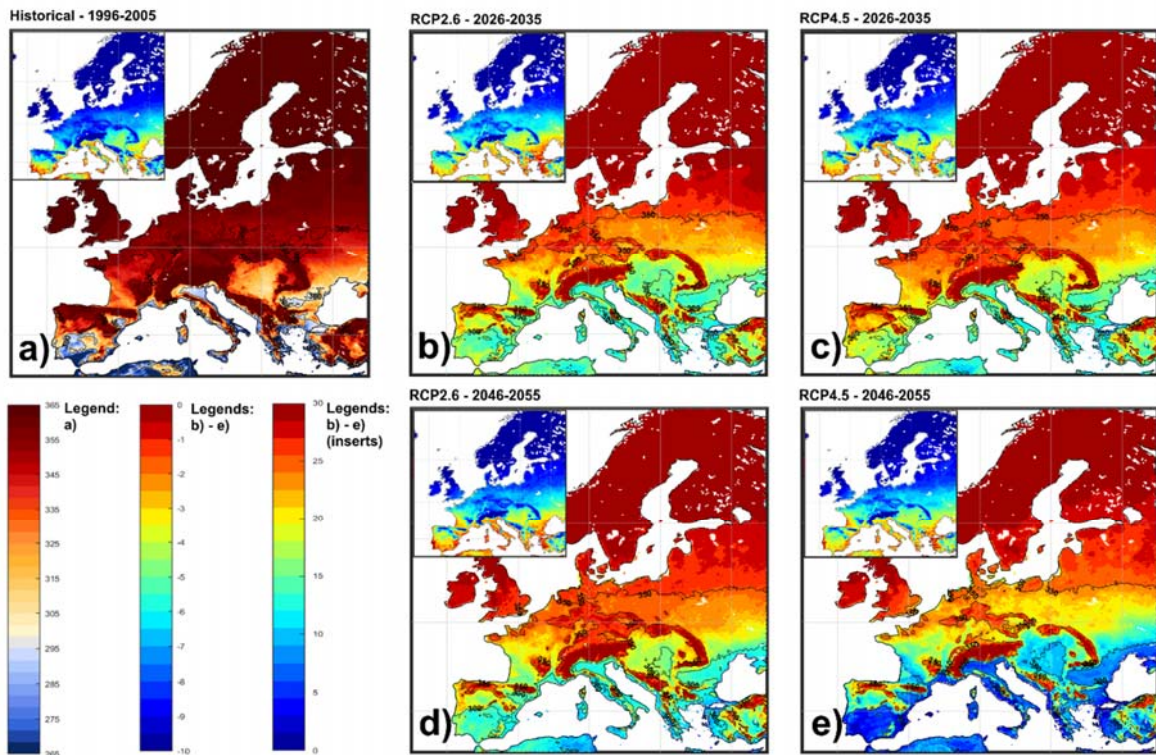 Historical - 1996-2005
RCP2.6 - 2026-2035
RCP4.5 - 2026-2035
a)
b)
c)
RCP2.6 - 2046-2055
RCP4.5 - 2046-2055
Legend:
a)
Legends:
b) - e)
Legends:
b) - e)
(inserts)
365
355
345
335
325
315
305
295
285
275
265
0
-1
-2
-3
-4
-5
-6
-7
-8
-9
-10
30
25
20
15
10
5
0
d)
e)